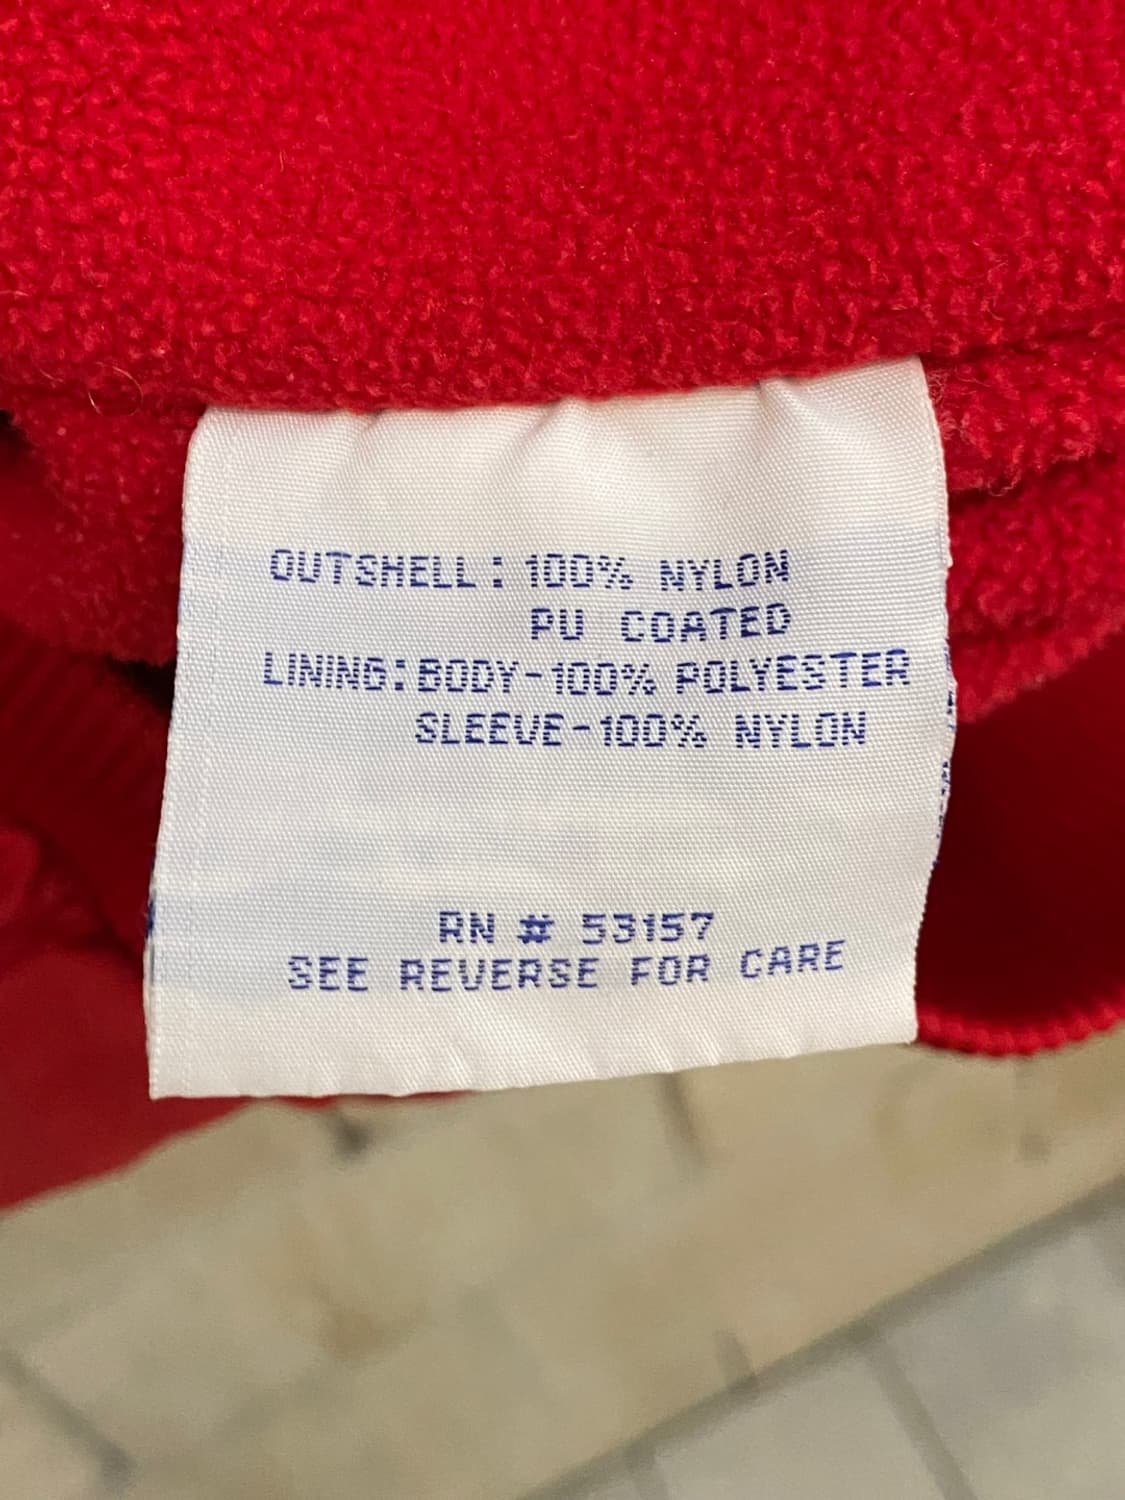 OUTSHELL: 100% NYLON
PU COATED
LINING: BODY-100% POLYESTER
SLEEVE-100% NYLON
RN # 53157
SEE REVERSE FOR CARE